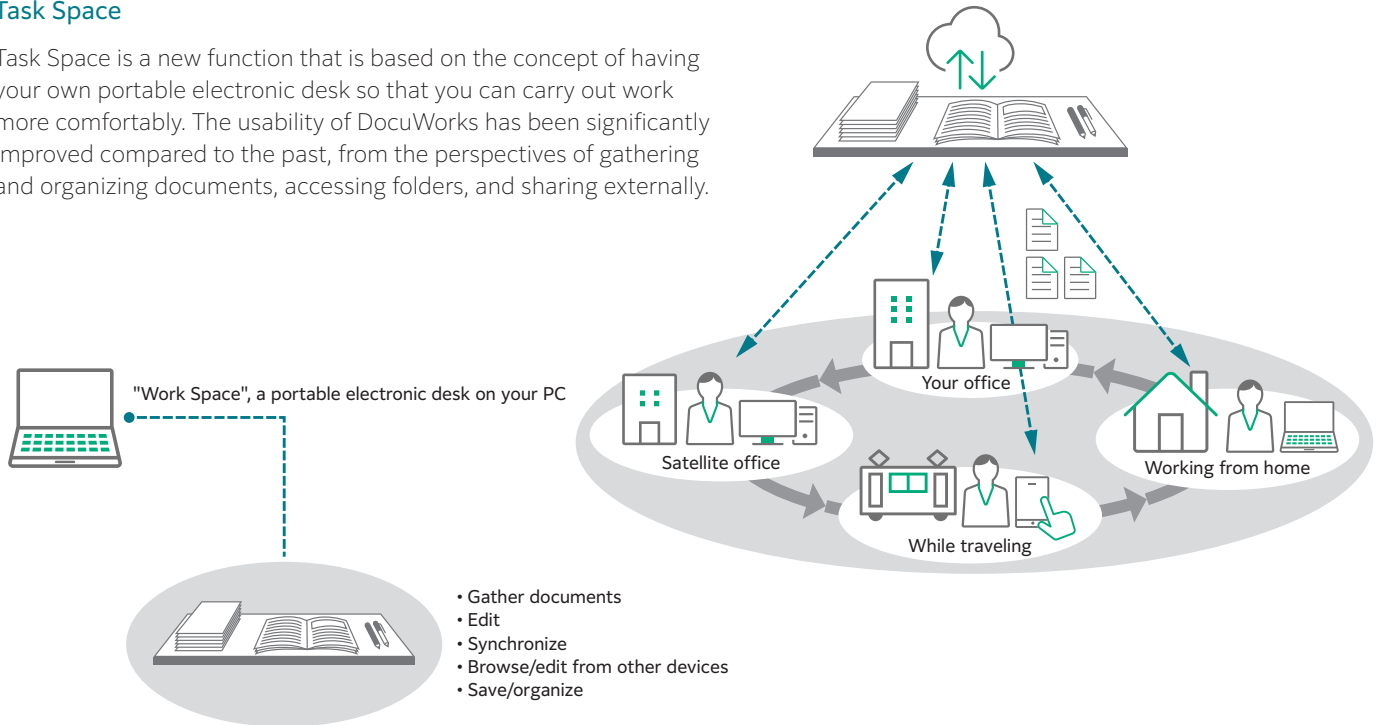 Task Space
Task Space is a new function that is based on the concept of having
your own portable electronic desk so that you can carry out work
more comfortably. The usability of DocuWorks has been significantly
improved compared to the past, from the perspectives of gathering
and organizing documents, accessing folders, and sharing externally.
"Work Space", a portable electronic desk on your PC
Your office
Satellite office
Working from home
While traveling
• Gather documents
• Edit
• Synchronize
• Browse/edit from other devices
• Save/organize